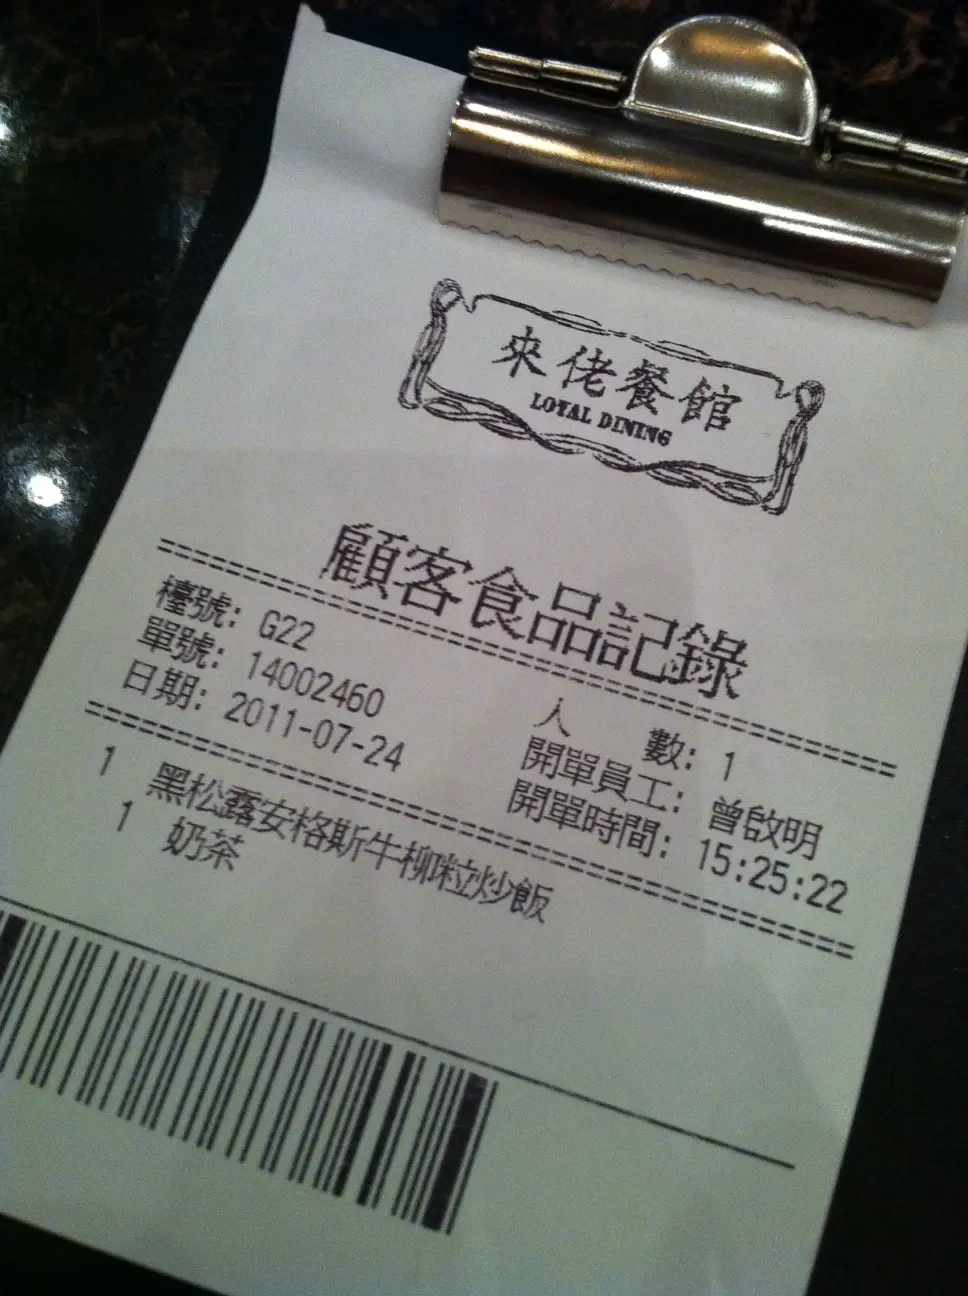 來佬餐館
LOYAL DINING
顧客食品記錄
檯號: G22
人 數: 1
單號: 14002460
開單員工: 曾啟明
日期: 2011-07-24
開單時間: 15:25:22
1 黑松露安格斯牛柳粒炒飯
1 奶茶